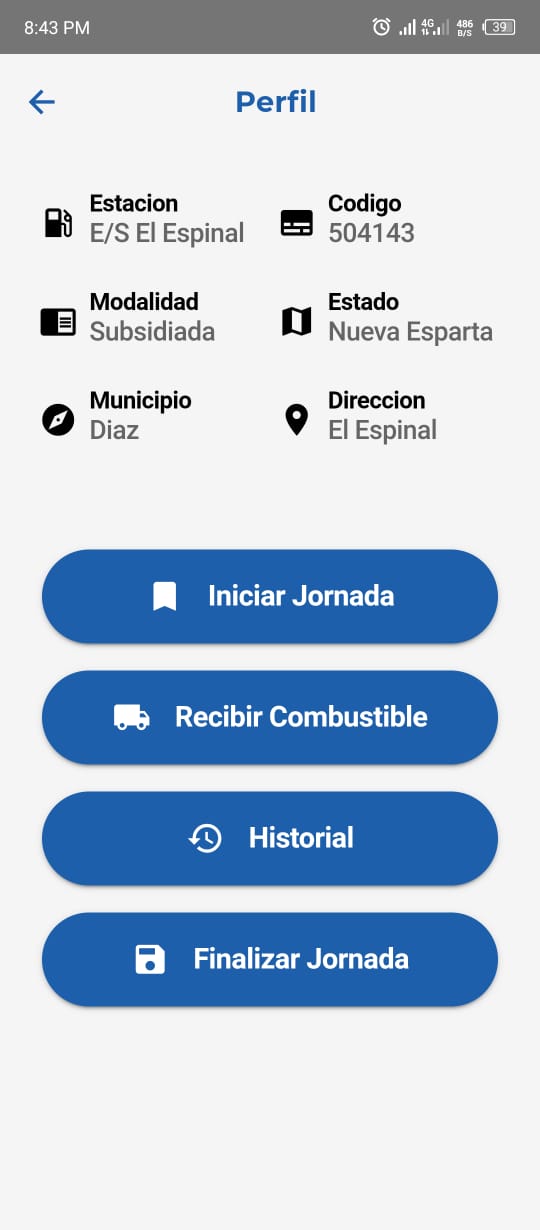 8:43 PM
4G
486
B/S
39
Perfil
Estacion
E/S El Espinal
Codigo
504143
Modalidad
Subsidiada
Estado
Nueva Esparta
Municipio
Diaz
Direccion
El Espinal
Iniciar Jornada
Recibir Combustible
Historial
Finalizar Jornada